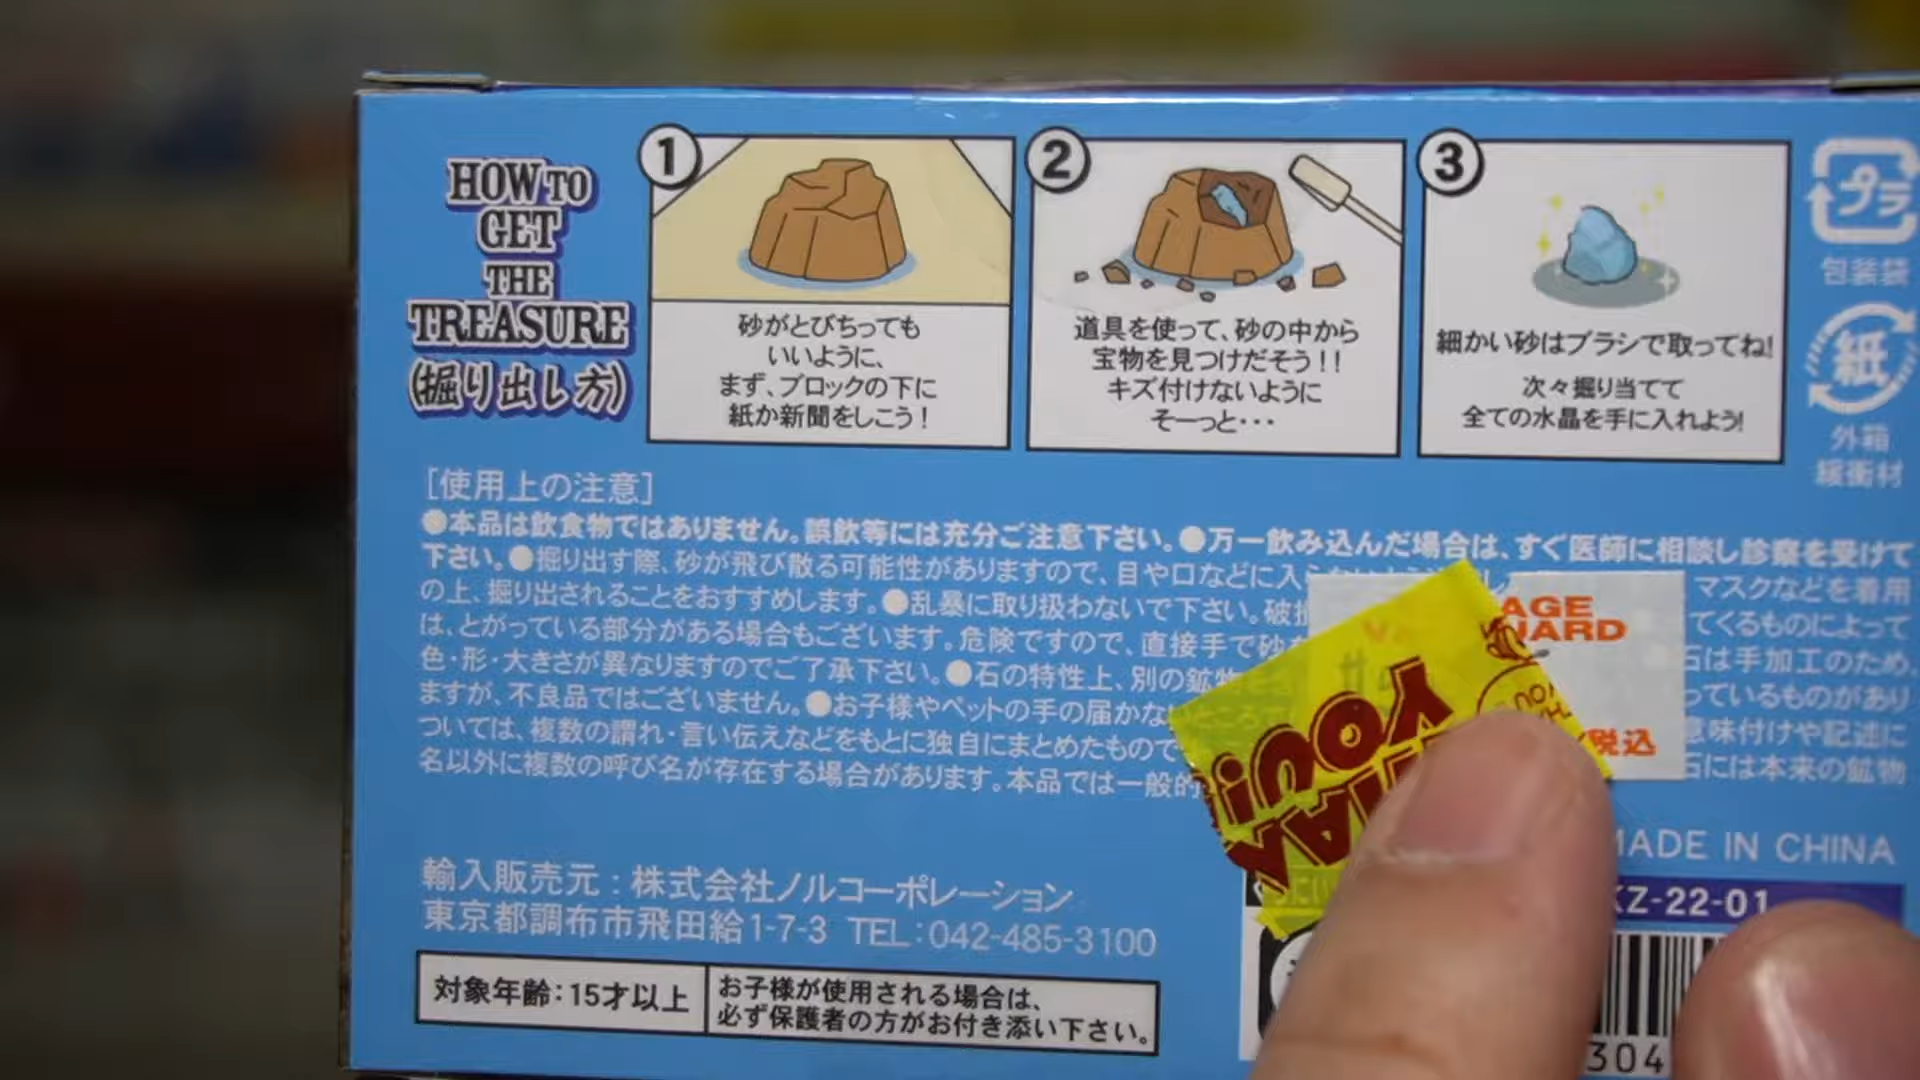 HOW TO
GET
THE
TREASURE
(掘り出し方)
1
砂がとびちっても
いいように、
まず、ブロックの下に
紙か新聞をしこう!
2
道具を使って、砂の中から
宝物を見つけだそう!!
キズ付けないように
そーっと・・・
3
細かい砂はブラシで取ってね!
次々掘り当てて
全ての水晶を手に入れよう!
プラ
包装袋
紙
外箱
緩衝材
[使用上の注意]
●本品は飲食物ではありません。誤飲等には充分ご注意下さい。●万一飲み込んだ場合は、すぐ医師に相談し診察を受けて
下さい。●掘り出す際、砂が飛び散る可能性がありますので、目や口などに入 マスクなどを着用
の上、掘り出されることをおすすめします。●乱暴に取り扱わないで下さい。破損 てくるものによって
は、とがっている部分がある場合もございます。危険ですので、直接手で砂を 石は手加工のため、
色・形・大きさが異なりますのでご了承下さい。●石の特性上、別の鉱物 っているものがあり
ますが、不良品ではございません。●お子様やペットの手の届かない 意味付けや記述に
ついては、複数の謂れ・言い伝えなどをもとに独自にまとめたもので 石には本来の鉱物
名以外に複数の呼び名が存在する場合があります。本品では一般的
AGE
UARD
税込
YOUJI
輸入販売元:株式会社ノルコーポレーション
東京都調布市飛田給1-7-3 TEL:042-485-3100
対象年齢:15才以上
お子様が使用される場合は、
必ず保護者の方がお付き添い下さい。
MADE IN CHINA
KZ-22-01
304